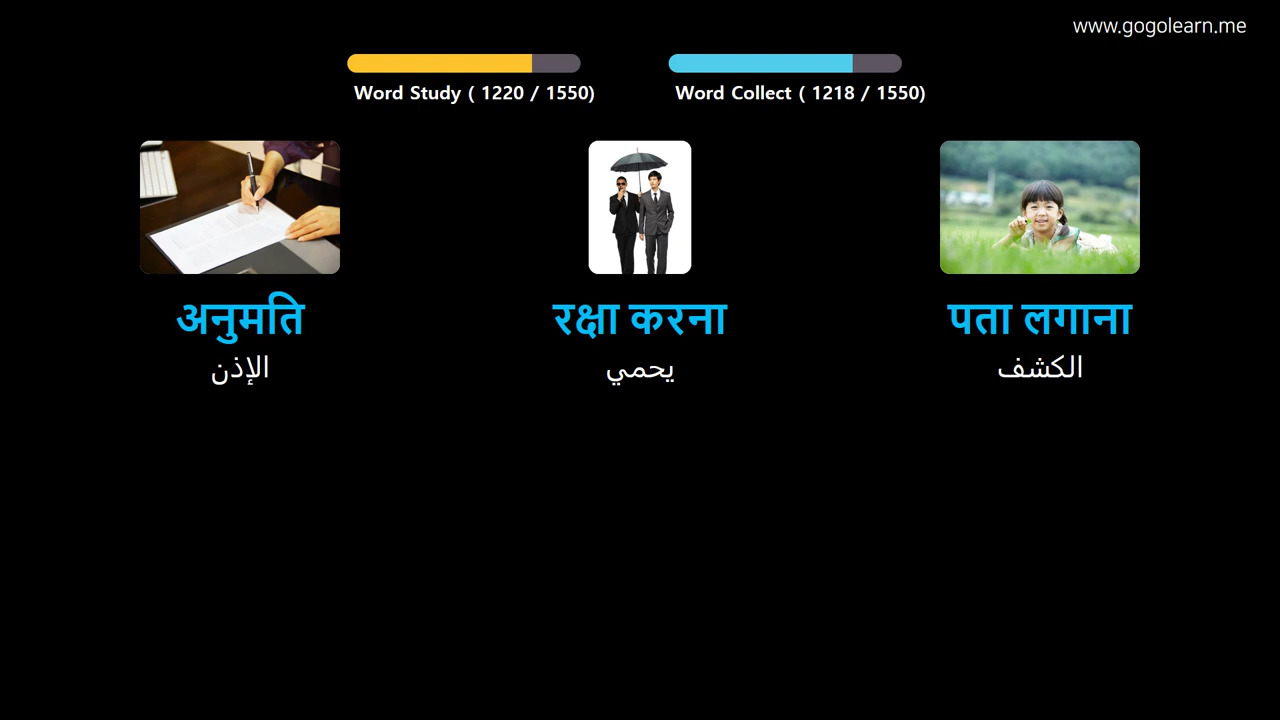 www.gogolearn.me
Word Study ( 1220 / 1550)
Word Collect ( 1218 / 1550)
अनुमति
الإذن
रक्षा करना
يحمي
पता लगाना
الكشف